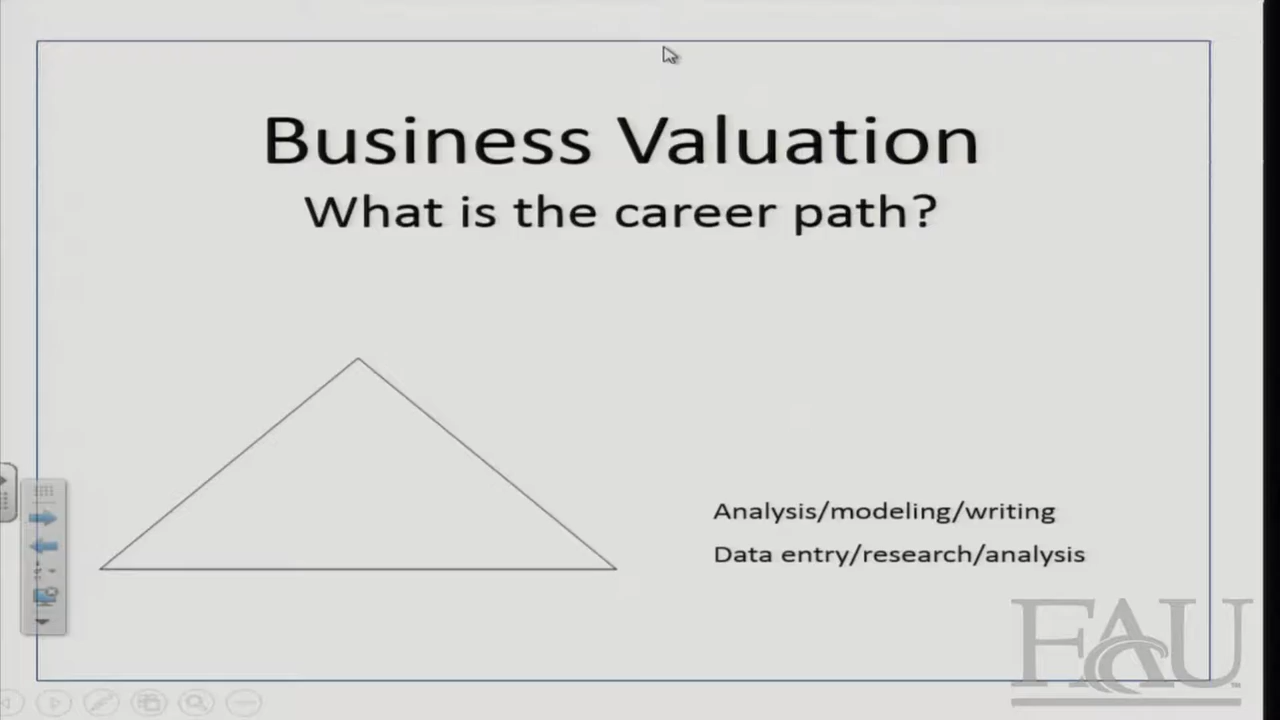 Business Valuation
What is the career path?
Analysis/modeling/writing
Data entry/research/analysis
FAU